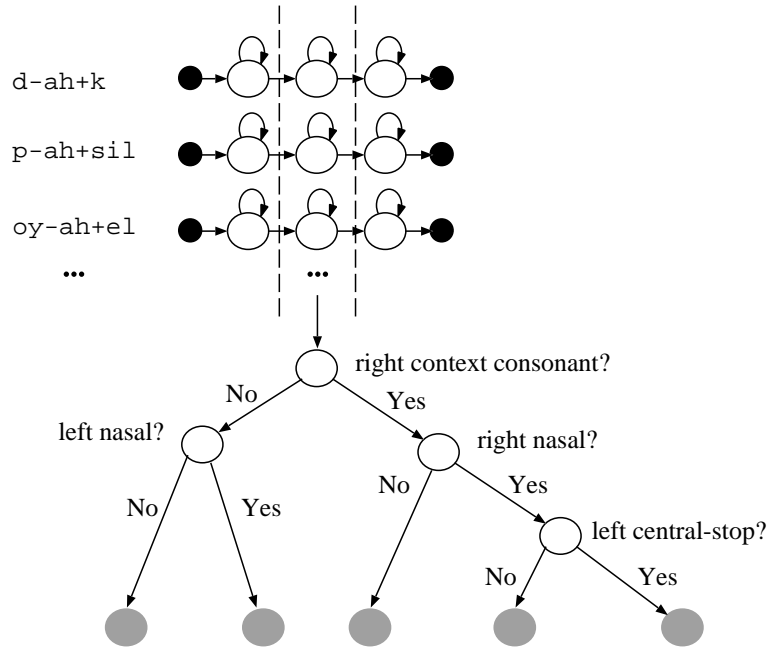 d-ah+k
p-ah+sil
oy-ah+el
... ...
right context consonant?
No Yes
left nasal? right nasal?
No Yes No Yes
left central-stop?
No Yes